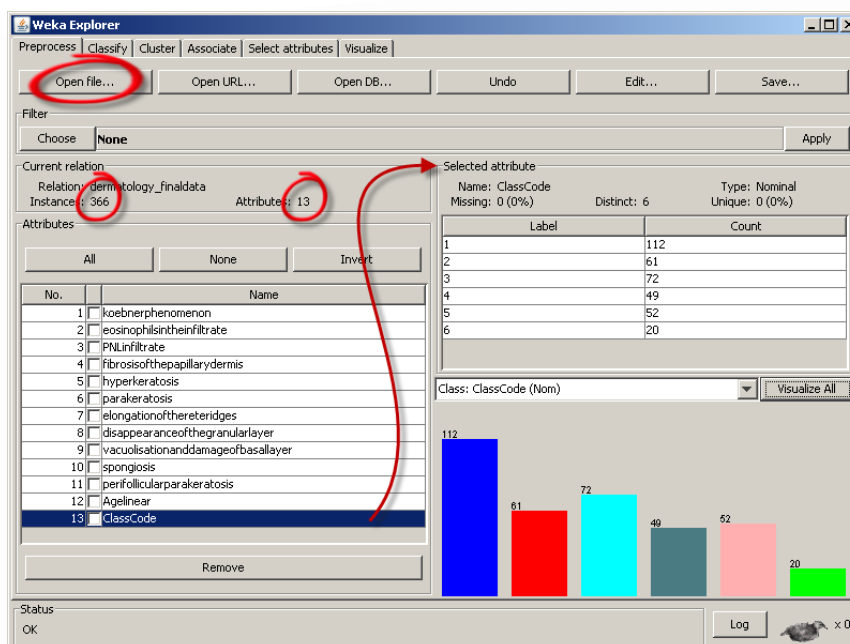 Weka Explorer
Preprocess Classify Cluster Associate Select attributes Visualize
Open file... Open URL... Open DB... Undo Edit... Save...
Filter
Choose None Apply
Current relation
Relation: dermatology_finaldata
Instances: 366 Attributes: 13
Attributes
All None Invert
No. Name
1 koebnerphenomenon
2 eosinophilsintheinfiltrate
3 PNLinfiltrate
4 fibrosisofthepapillarydermis
5 hyperkeratosis
6 parakeratosis
7 elongationofthereteridges
8 disappearanceofthegranularlayer
9 vacuolisationanddamageofbasallayer
10 spongiosis
11 perifollicularparakeratosis
12 Agelinear
13 ClassCode
Remove
Selected attribute
Name: ClassCode Type: Nominal
Missing: 0 (0%) Distinct: 6 Unique: 0 (0%)
Label Count
1 112
2 61
3 72
4 49
5 52
6 20
Class: ClassCode (Nom) Visualize All
112
61
72
49
52
20
Status
OK
Log x 0